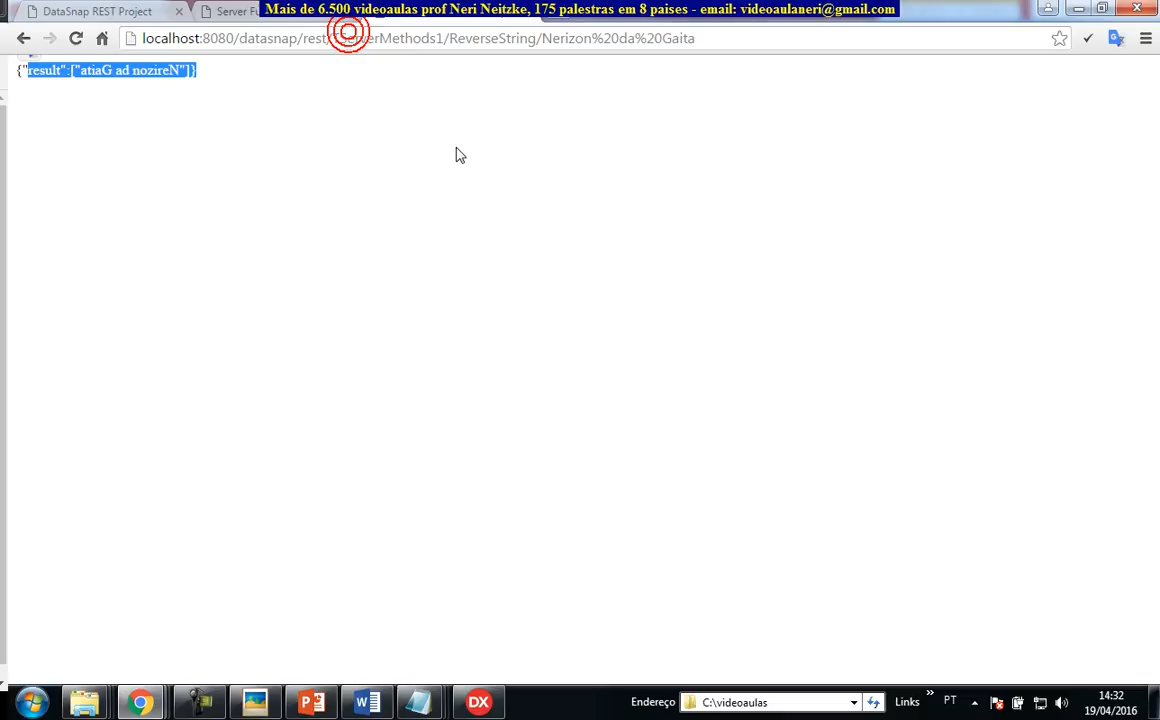 Mais de 6.500 videoaulas prof Neri Neitzke, 175 palestras em 8 paises - email: videoaulaneri@gmail.com
DataSnap REST Project
Server Fu
localhost:8080/datasnap/rest/TServerMethods1/ReverseString/Nerizon%20da%20Gaita
{"result":["atiaG ad nozireN"]}
Endereço
C:\videoaulas
Links
PT
14:32
19/04/2016
DX